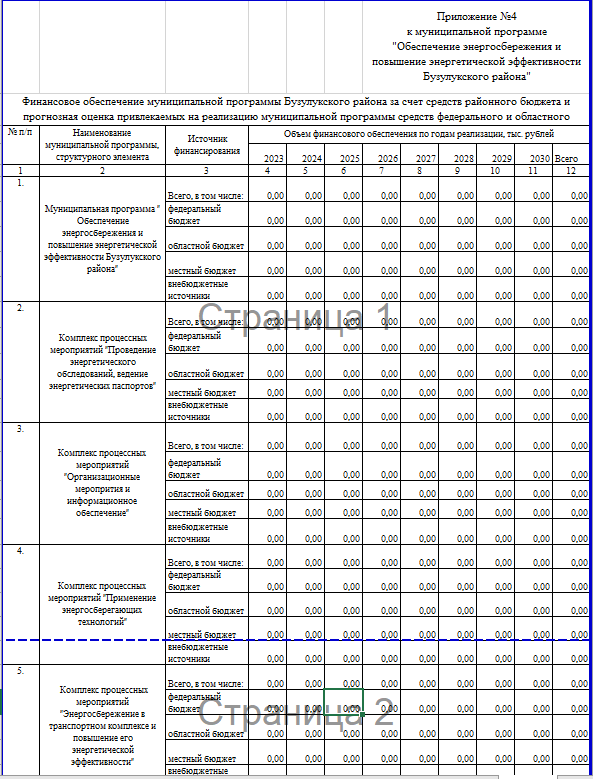 Приложение №4
к муниципальной программе
"Обеспечение энергосбережения и
повышение энергетической эффективности
Бузулукского района"
Финансовое обеспечение муниципальной программы Бузулукского района за счет средств районного бюджета и
прогнозная оценка привлекаемых на реализацию муниципальной программы средств федерального и областного
№ п/п Наименование муниципальной программы, структурного элемента Источник финансирования Объем финансового обеспечения по годам реализации, тыс. рублей
2023 2024 2025 2026 2027 2028 2029 2030 Всего
1 2 3 4 5 6 7 8 9 10 11 12
1.
Муниципальная программа "
Обеспечение
энергосбережения и
повышение энергетической
эффективности Бузулукского
района"
Всего, в том числе: 0,00 0,00 0,00 0,00 0,00 0,00 0,00 0,00 0,00
федеральный
бюджет 0,00 0,00 0,00 0,00 0,00 0,00 0,00 0,00 0,00
областной бюджет 0,00 0,00 0,00 0,00 0,00 0,00 0,00 0,00 0,00
местный бюджет 0,00 0,00 0,00 0,00 0,00 0,00 0,00 0,00 0,00
внебюджетные
источники 0,00 0,00 0,00 0,00 0,00 0,00 0,00 0,00 0,00
Страница 1
2.
Комплекс процессных
мероприятий "Проведение
энергетического
обследований, ведение
энергетических паспортов"
Всего, в том числе: 0,00 0,00 0,00 0,00 0,00 0,00 0,00 0,00 0,00
федеральный
бюджет 0,00 0,00 0,00 0,00 0,00 0,00 0,00 0,00 0,00
областной бюджет 0,00 0,00 0,00 0,00 0,00 0,00 0,00 0,00 0,00
местный бюджет 0,00 0,00 0,00 0,00 0,00 0,00 0,00 0,00 0,00
внебюджетные
источники 0,00 0,00 0,00 0,00 0,00 0,00 0,00 0,00 0,00
3.
Комплекс процессных
мероприятий
"Организационные
меропрития и
информационное
обеспечение"
Всего, в том числе: 0,00 0,00 0,00 0,00 0,00 0,00 0,00 0,00 0,00
федеральный
бюджет 0,00 0,00 0,00 0,00 0,00 0,00 0,00 0,00 0,00
областной бюджет 0,00 0,00 0,00 0,00 0,00 0,00 0,00 0,00 0,00
местный бюджет 0,00 0,00 0,00 0,00 0,00 0,00 0,00 0,00 0,00
внебюджетные
источники 0,00 0,00 0,00 0,00 0,00 0,00 0,00 0,00 0,00
4.
Комплекс процессных
мероприятий "Применение
энергосберегающих
технологий"
Всего, в том числе: 0,00 0,00 0,00 0,00 0,00 0,00 0,00 0,00 0,00
федеральный
бюджет 0,00 0,00 0,00 0,00 0,00 0,00 0,00 0,00 0,00
областной бюджет 0,00 0,00 0,00 0,00 0,00 0,00 0,00 0,00 0,00
местный бюджет 0,00 0,00 0,00 0,00 0,00 0,00 0,00 0,00 0,00
внебюджетные
источники 0,00 0,00 0,00 0,00 0,00 0,00 0,00 0,00 0,00
5.
Комплекс процессных
мероприятий
"Энергосбережение в
транспортном комплексе и
повышение его
энергетической
эффективности"
Всего, в том числе: 0,00 0,00 0,00 0,00 0,00 0,00 0,00 0,00 0,00
федеральный
бюджет 0,00 0,00 0,00 0,00 0,00 0,00 0,00 0,00 0,00
Страница 2
областной бюджет 0,00 0,00 0,00 0,00 0,00 0,00 0,00 0,00 0,00
местный бюджет 0,00 0,00 0,00 0,00 0,00 0,00 0,00 0,00 0,00
внебюджетные